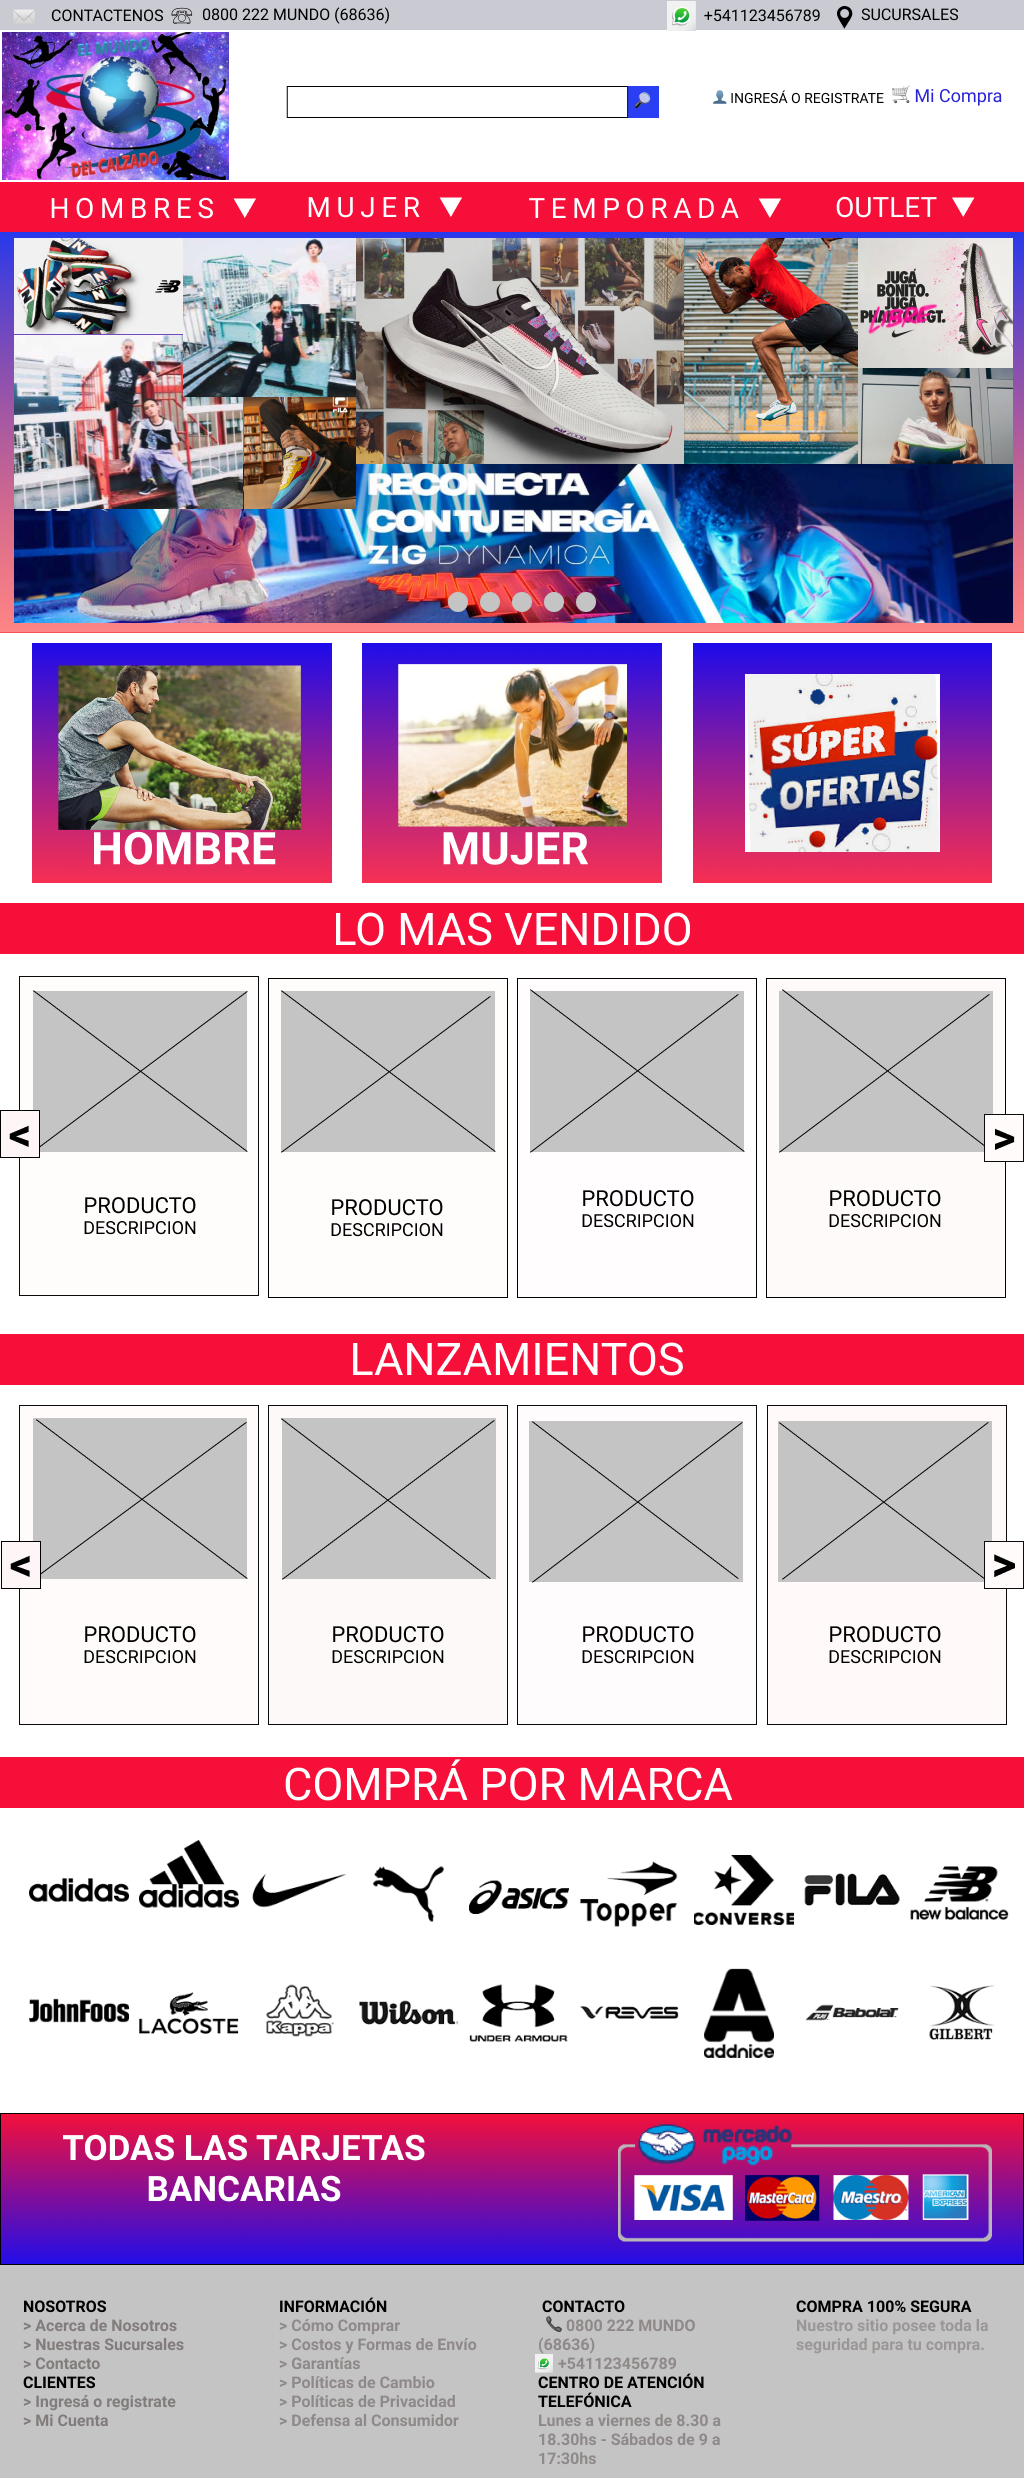 CONTACTENOS 0800 222 MUNDO (68636) +541123456789 SUCURSALES
EL MUNDO
DEL CALZADO
INGRESÁ O REGISTRATE Mi Compra
HOMBRES ▼ MUJER ▼ TEMPORADA ▼ OUTLET ▼
JUGÁ
BONITO.
JUGÁ
LIBRE
FILA
RECONECTA
CON TU ENERGÍA
ZIG DYNAMICA
HOMBRE
MUJER
SÚPER
OFERTAS
LO MAS VENDIDO
< >
PRODUCTO
DESCRIPCION
PRODUCTO
DESCRIPCION
PRODUCTO
DESCRIPCION
PRODUCTO
DESCRIPCION
LANZAMIENTOS
< >
PRODUCTO
DESCRIPCION
PRODUCTO
DESCRIPCION
PRODUCTO
DESCRIPCION
PRODUCTO
DESCRIPCION
COMPRÁ POR MARCA
adidas adidas asics Topper CONVERSE FILA new balance
JohnFoos LACOSTE Kappa Wilson UNDER ARMOUR REVES addnice Babolat GILBERT
TODAS LAS TARJETAS
BANCARIAS
mercado
pago
VISA MasterCard Maestro AMERICAN EXPRESS
NOSOTROS
> Acerca de Nosotros
> Nuestras Sucursales
> Contacto
CLIENTES
> Ingresá o registrate
> Mi Cuenta
INFORMACIÓN
> Cómo Comprar
> Costos y Formas de Envío
> Garantías
> Políticas de Cambio
> Políticas de Privacidad
> Defensa al Consumidor
CONTACTO
0800 222 MUNDO
(68636)
+541123456789
CENTRO DE ATENCIÓN
TELEFÓNICA
Lunes a viernes de 8.30 a
18.30hs - Sábados de 9 a
17:30hs
COMPRA 100% SEGURA
Nuestro sitio posee toda la
seguridad para tu compra.